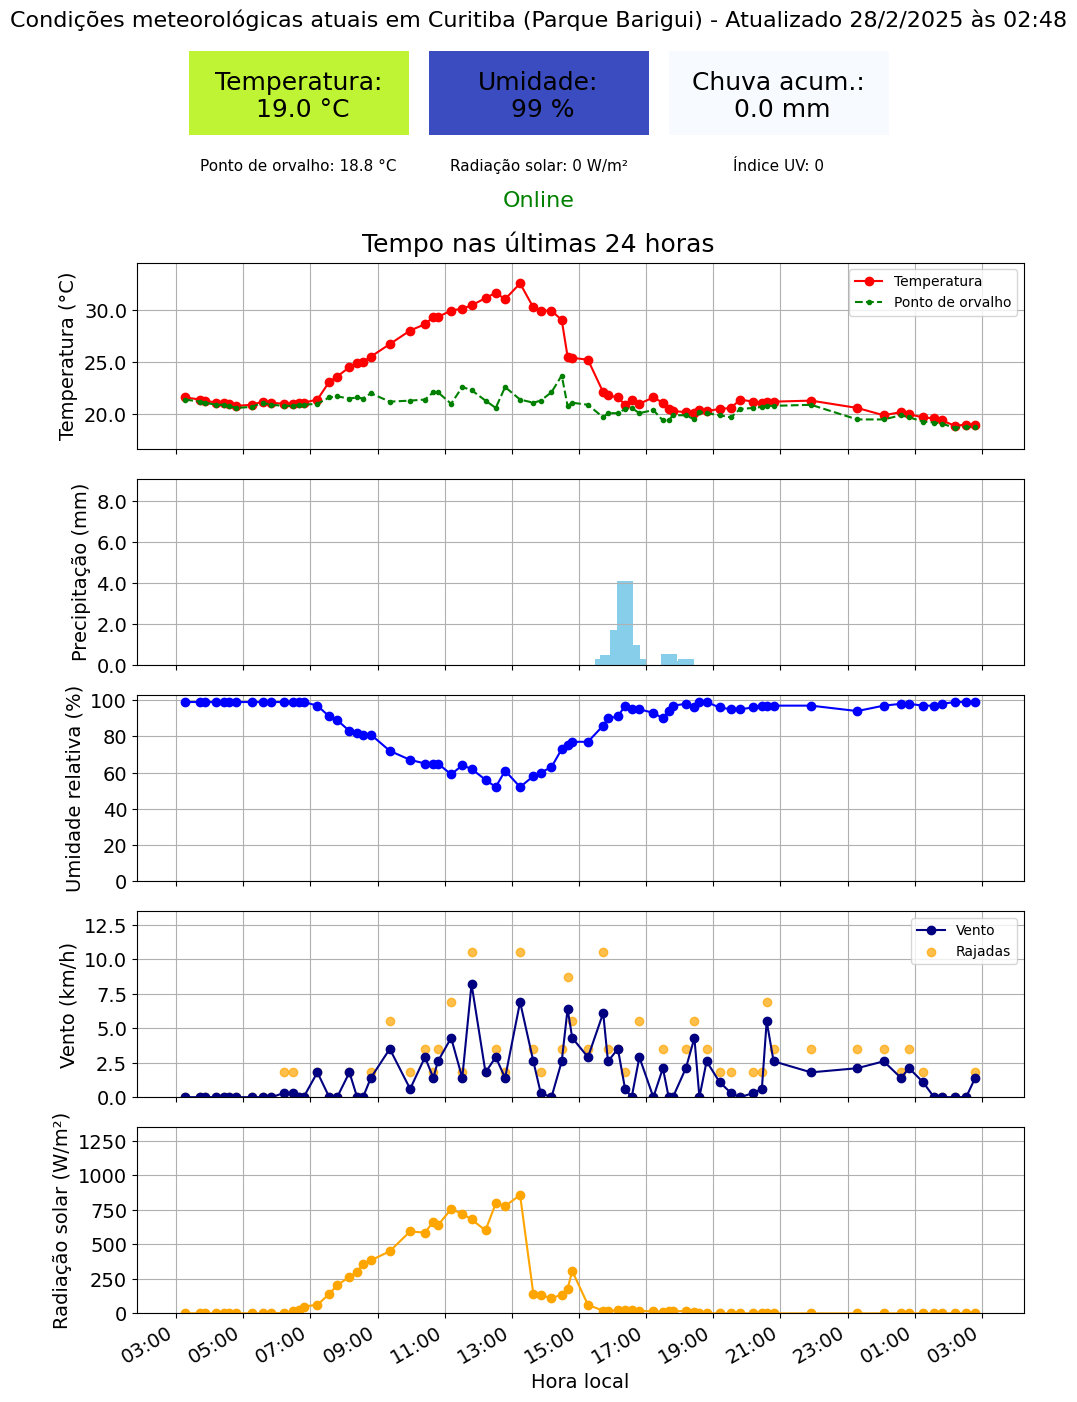 Condições meteorológicas atuais em Curitiba (Parque Barigui) - Atualizado 28/2/2025 às 02:48
Temperatura:
19.0 °C
Umidade:
99 %
Chuva acum.:
0.0 mm
Ponto de orvalho: 18.8 °C
Radiação solar: 0 W/m²
Índice UV: 0
Online
Tempo nas últimas 24 horas
Temperatura (°C)
30.0
25.0
20.0
Temperatura
Ponto de orvalho
Precipitação (mm)
8.0
6.0
4.0
2.0
0.0
Umidade relativa (%)
100
80
60
40
20
0
Vento (km/h)
12.5
10.0
7.5
5.0
2.5
0.0
Vento
Rajadas
Radiação solar (W/m²)
1250
1000
750
500
250
0
03:00
05:00
07:00
09:00
11:00
13:00
15:00
17:00
19:00
21:00
23:00
01:00
03:00
Hora local